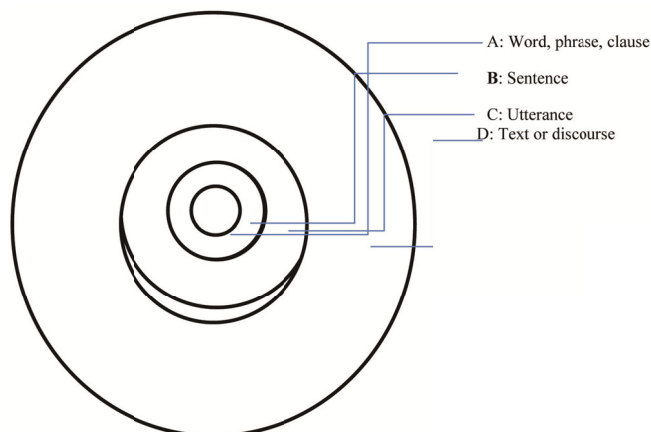 A: Word, phrase, clause
B: Sentence
C: Utterance
D: Text or discourse